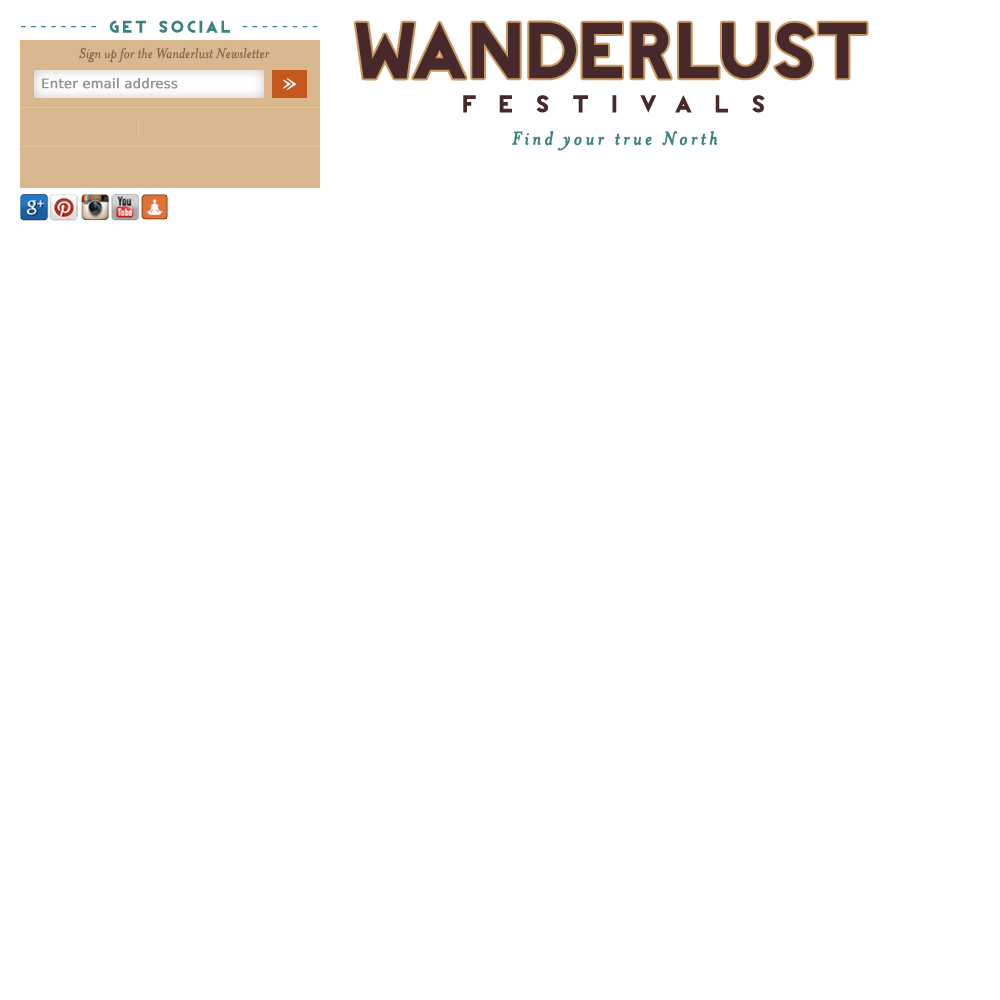 GET SOCIAL
Sign up for the Wanderlust Newsletter
Enter email address
g+
You
Tube
WANDERLUST
FESTIVALS
Find your true North